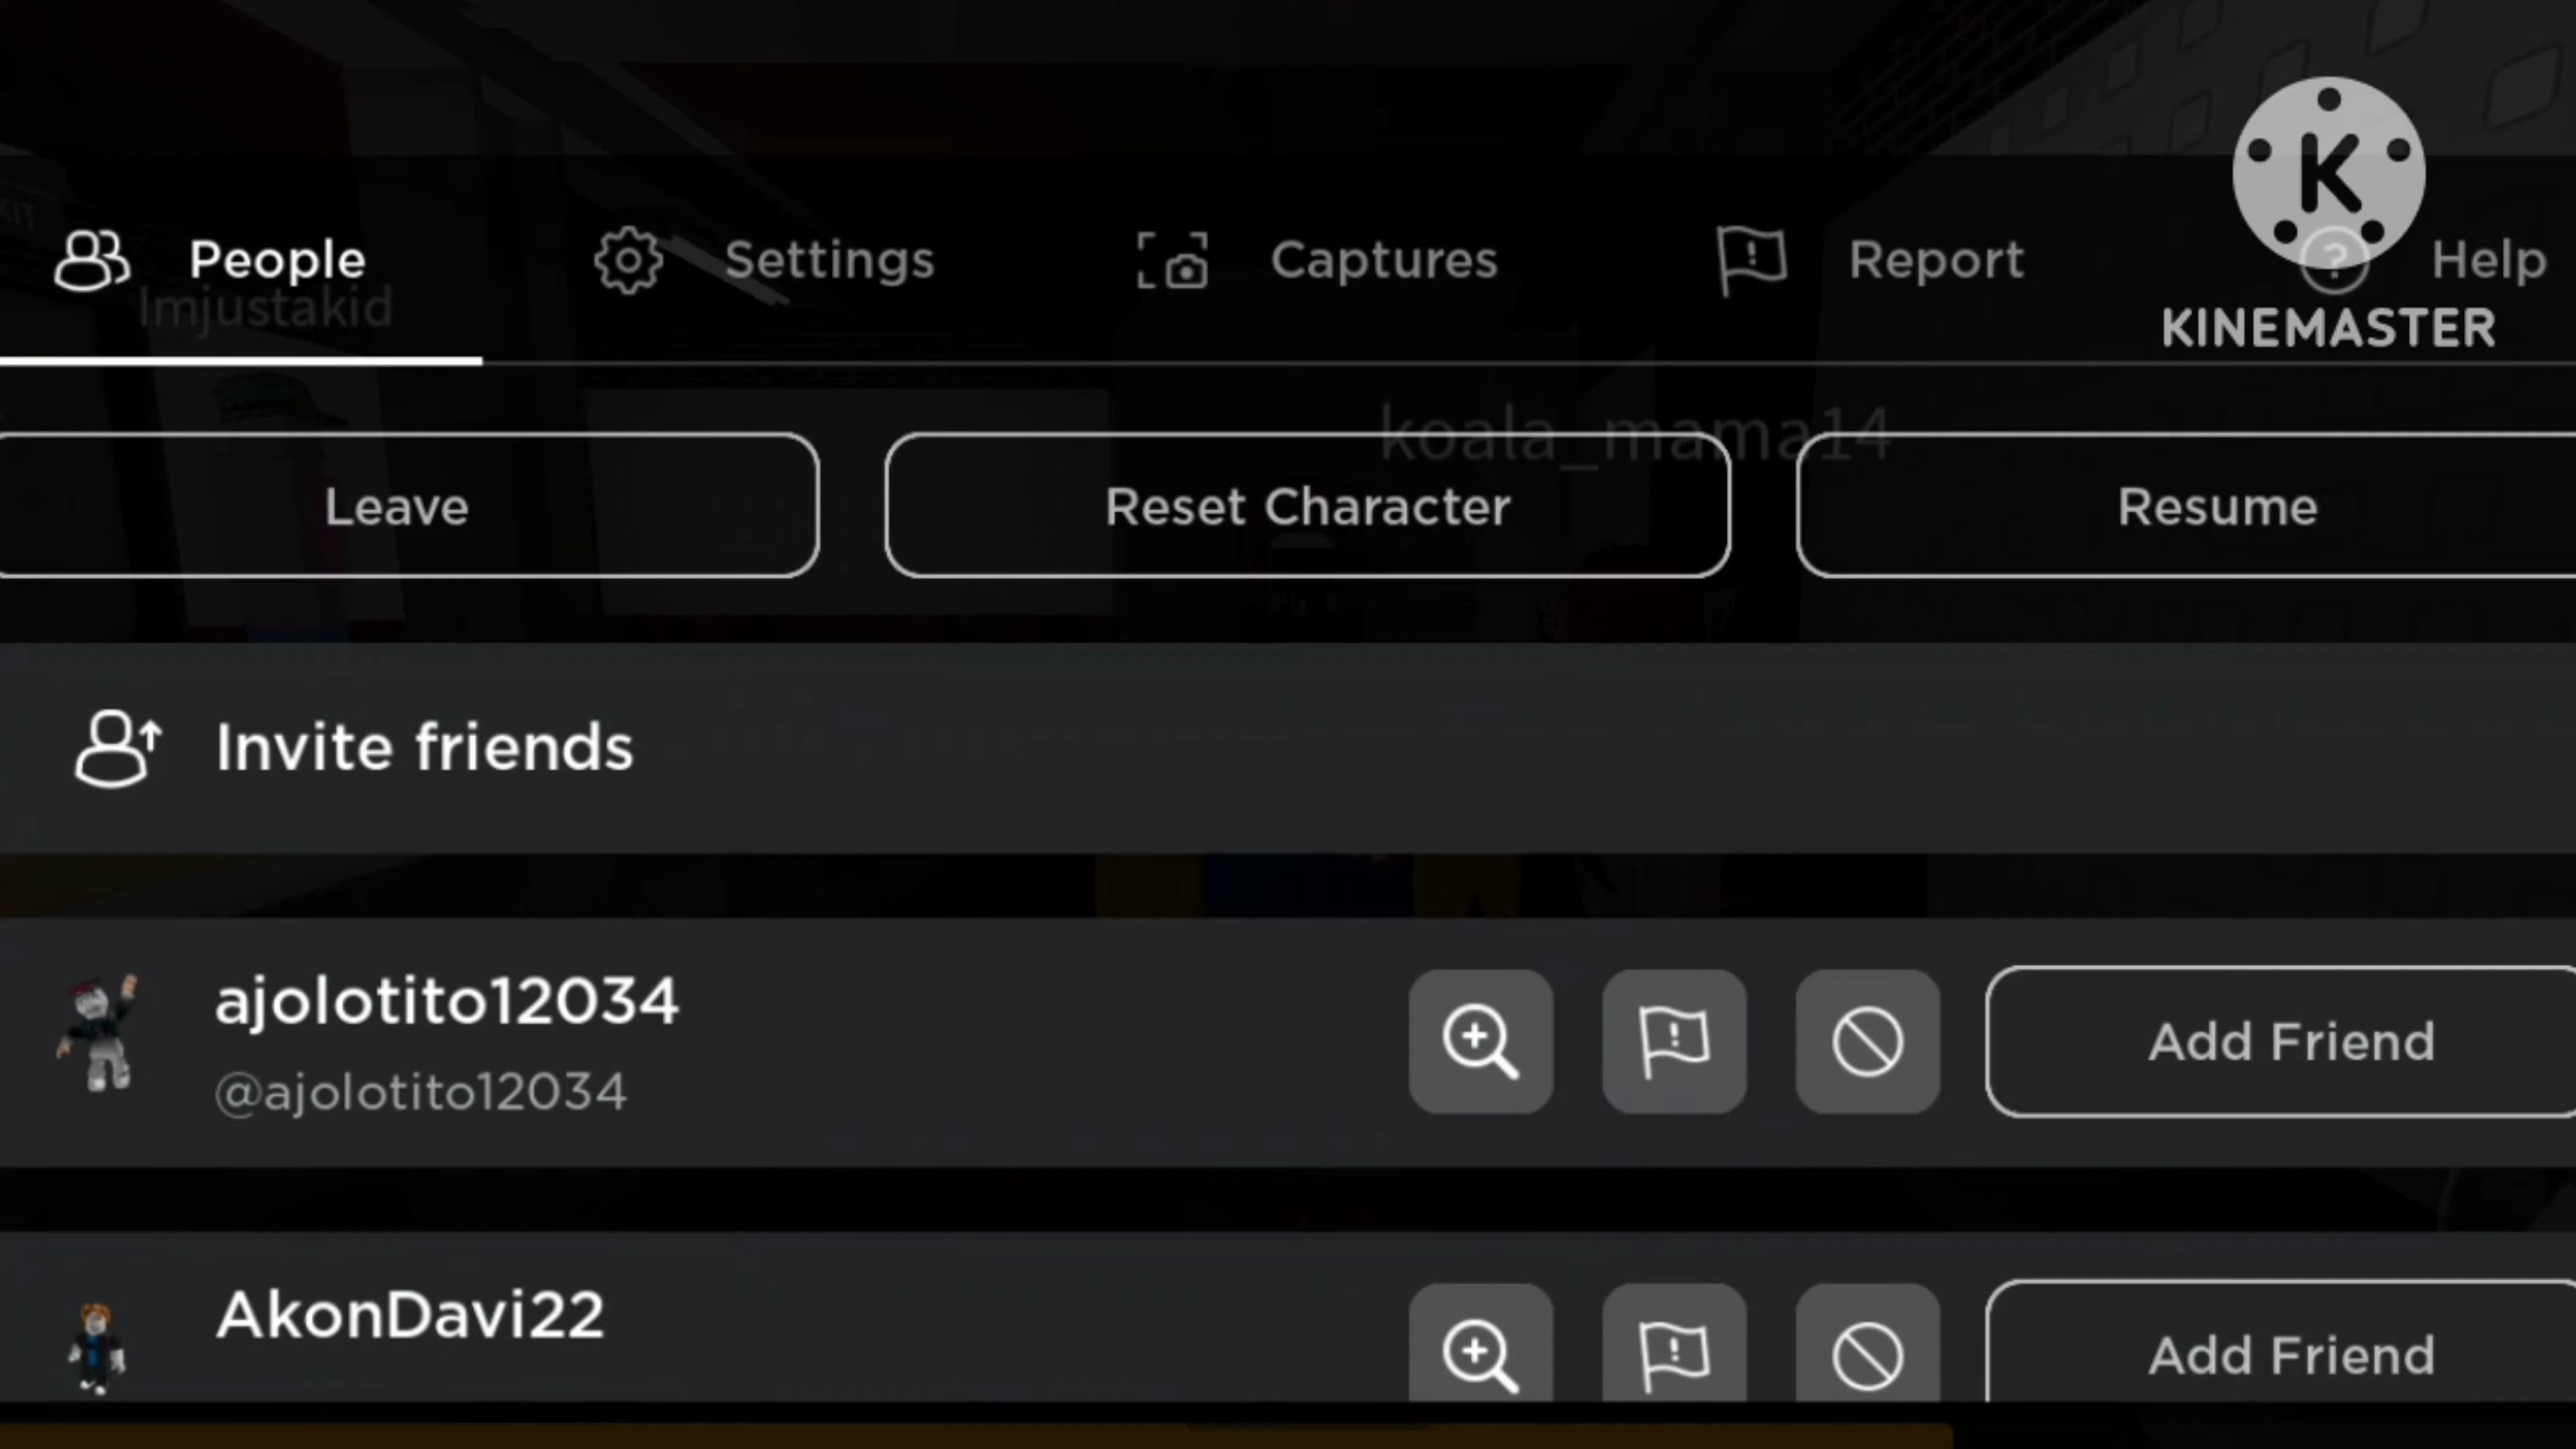 People
Settings
Captures
Report
Help
Imjustakid
KINEMASTER
koala_mama14
Leave
Reset Character
Resume
Invite friends
ajolotito12034
@ajolotito12034
Add Friend
AkonDavi22
Add Friend